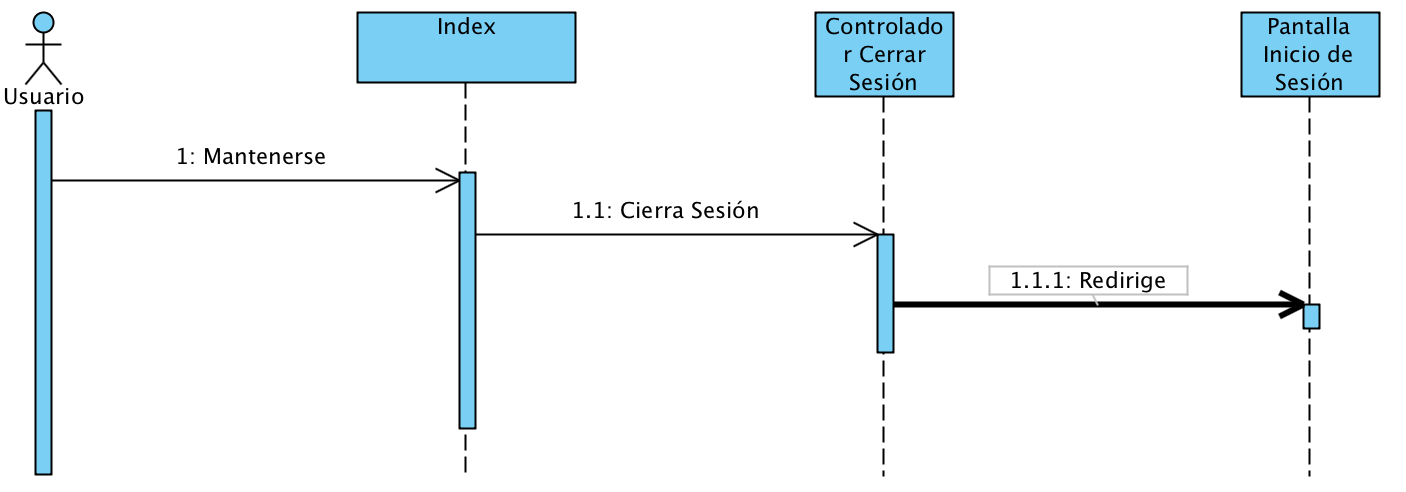 Usuario
Index
Controlado
r Cerrar
Sesión
Pantalla
Inicio de
Sesión
1: Mantenerse
1.1: Cierra Sesión
1.1.1: Redirige